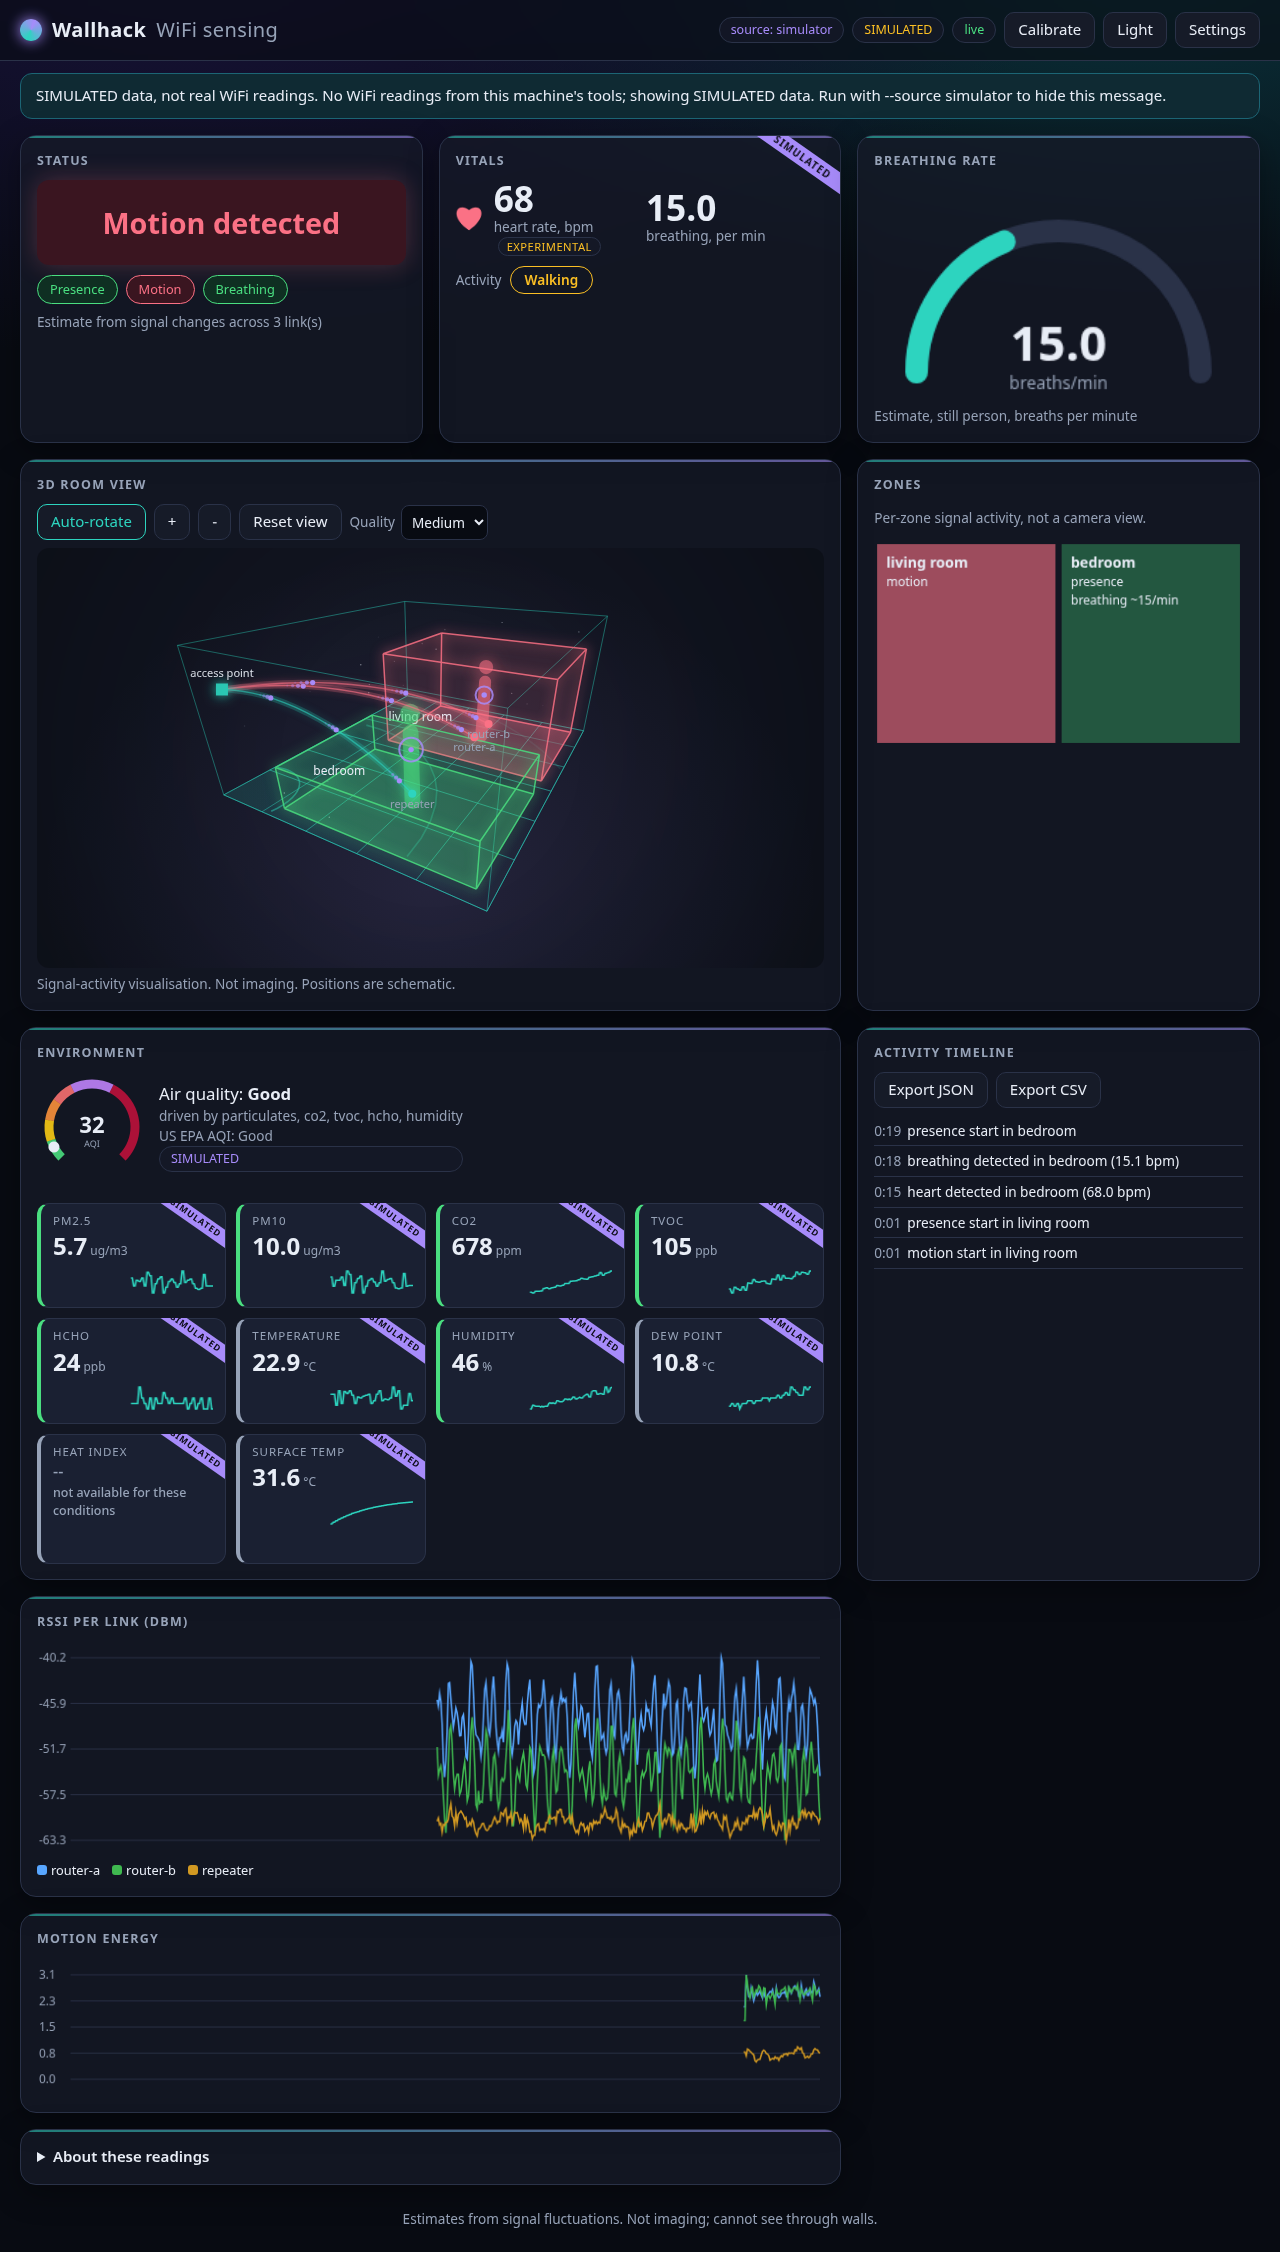 Wallhack WiFi sensing
source: simulator
SIMULATED
live
Calibrate
Light
Settings
SIMULATED data, not real WiFi readings. No WiFi readings from this machine's tools; showing SIMULATED data. Run with --source simulator to hide this message.
STATUS
Motion detected
Presence
Motion
Breathing
Estimate from signal changes across 3 link(s)
VITALS
SIMULATED
68
heart rate, bpm
EXPERIMENTAL
15.0
breathing, per min
Activity
Walking
BREATHING RATE
15.0
breaths/min
Estimate, still person, breaths per minute
3D ROOM VIEW
Auto-rotate
+
-
Reset view
Quality
Medium
access point
living room
router-b
router-a
bedroom
repeater
Signal-activity visualisation. Not imaging. Positions are schematic.
ZONES
Per-zone signal activity, not a camera view.
living room
motion
bedroom
presence
breathing ~15/min
ENVIRONMENT
32
AQI
Air quality: Good
driven by particulates, co2, tvoc, hcho, humidity
US EPA AQI: Good
SIMULATED
PM2.5
SIMULATED
5.7 ug/m3
PM10
SIMULATED
10.0 ug/m3
CO2
SIMULATED
678 ppm
TVOC
SIMULATED
105 ppb
HCHO
SIMULATED
24 ppb
TEMPERATURE
SIMULATED
22.9 °C
HUMIDITY
SIMULATED
46 %
DEW POINT
SIMULATED
10.8 °C
HEAT INDEX
SIMULATED
--
not available for these
conditions
SURFACE TEMP
SIMULATED
31.6 °C
ACTIVITY TIMELINE
Export JSON
Export CSV
0:19 presence start in bedroom
0:18 breathing detected in bedroom (15.1 bpm)
0:15 heart detected in bedroom (68.0 bpm)
0:01 presence start in living room
0:01 motion start in living room
RSSI PER LINK (DBM)
-40.2
-45.9
-51.7
-57.5
-63.3
router-a
router-b
repeater
MOTION ENERGY
3.1
2.3
1.5
0.8
0.0
About these readings
Estimates from signal fluctuations. Not imaging; cannot see through walls.